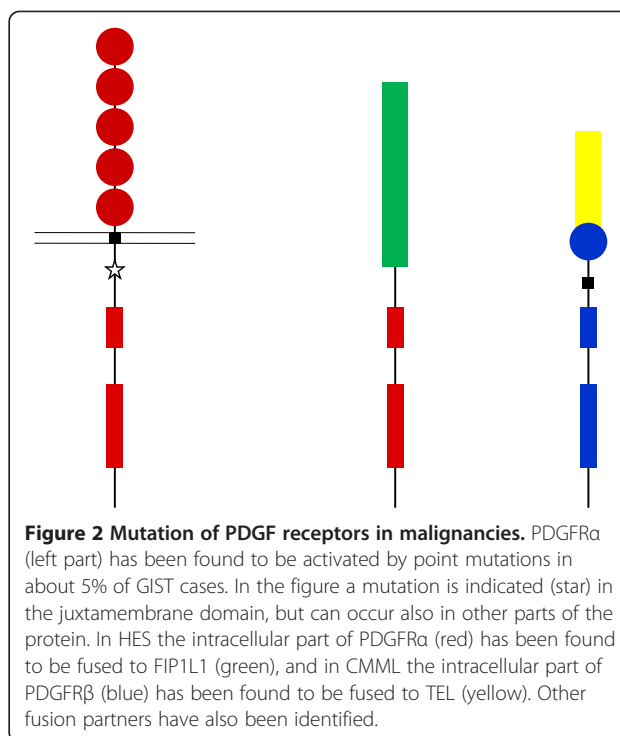 Figure 2 Mutation of PDGF receptors in malignancies. PDGFRα
(left part) has been found to be activated by point mutations in
about 5% of GIST cases. In the figure a mutation is indicated (star) in
the juxtamembrane domain, but can occur also in other parts of the
protein. In HES the intracellular part of PDGFRα (red) has been found
to be fused to FIP1L1 (green), and in CMML the intracellular part of
PDGFRβ (blue) has been found to be fused to TEL (yellow). Other
fusion partners have also been identified.